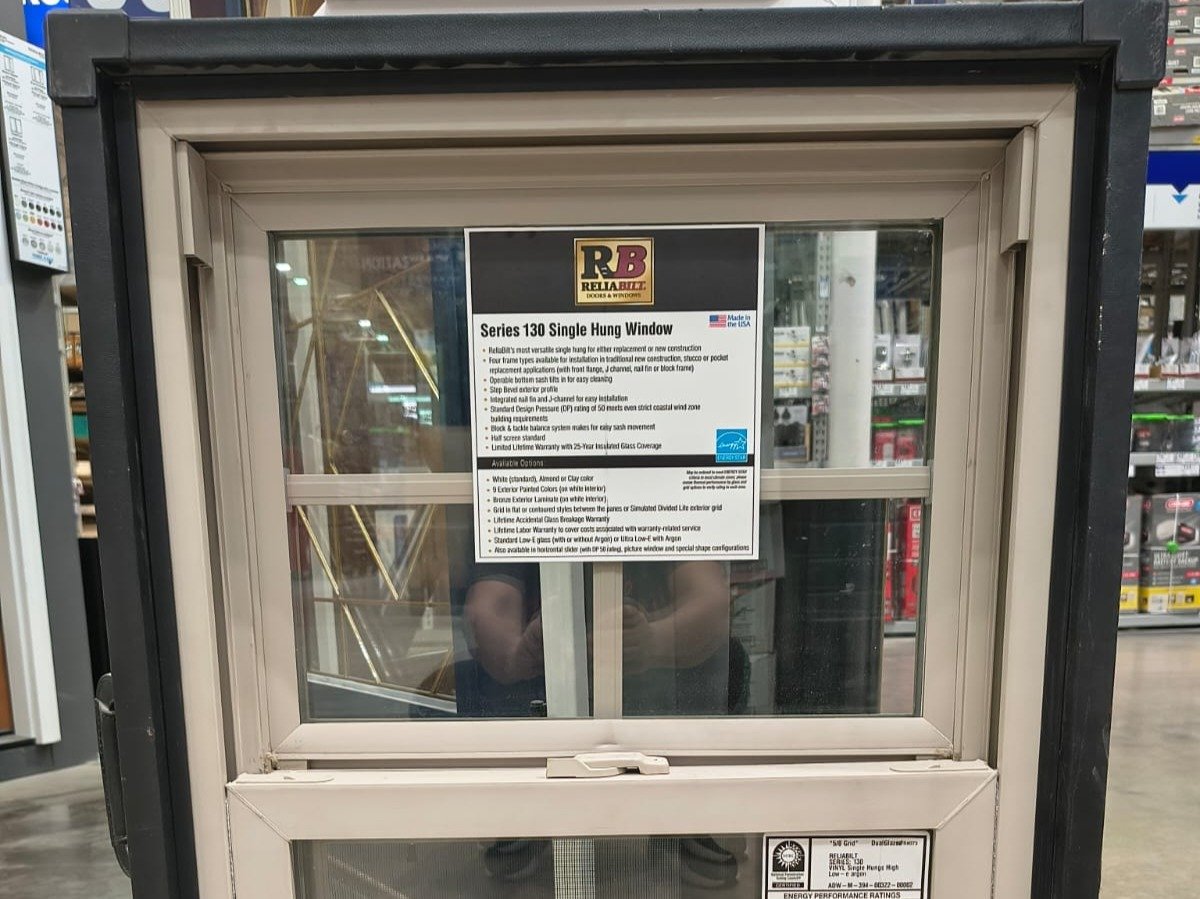 RB
RELIABILT
DOORS & WINDOWS
Made in
the USA
Series 130 Single Hung Window
• ReliaBilt's most versatile single hung for either replacement or new construction
• Four frame types available for installation in traditional new construction, stucco or pocket
replacement applications (with front flange, J channel, nail fin or block frame)
• Operable bottom sash tilts in for easy cleaning
• Step Bevel exterior profile
• Integrated nail fin and J-channel for easy installation
• Standard Design Pressure (DP) rating of 50 meets even strict coastal wind zone
building requirements
• Block & tackle balance system makes for easy sash movement
• Half screen standard
• Limited Lifetime Warranty with 25-Year Insulated Glass Coverage
ENERGY STAR
Available Options:
• White (standard), Almond or Clay color
• 9 Exterior Painted Colors (on white interior)
• Bronze Exterior Laminate (on white interior)
• Grid in flat or contoured styles between the panes or Simulated Divided Lite exterior grid
• Lifetime Accidental Glass Breakage Warranty
• Lifetime Labor Warranty to cover costs associated with warranty-related service
• Standard Low-E glass (with or without Argon) or Ultra Low-E with Argon
• Also available in horizontal slider (with DP 50 rating), picture window and special shape configurations
"5/8 Grid"
RELIABILT
SERIES: 130
VINYL Single Hungs High
Low-e argon
CERTIFIED
ENERGY PERFORMANCE RATINGS